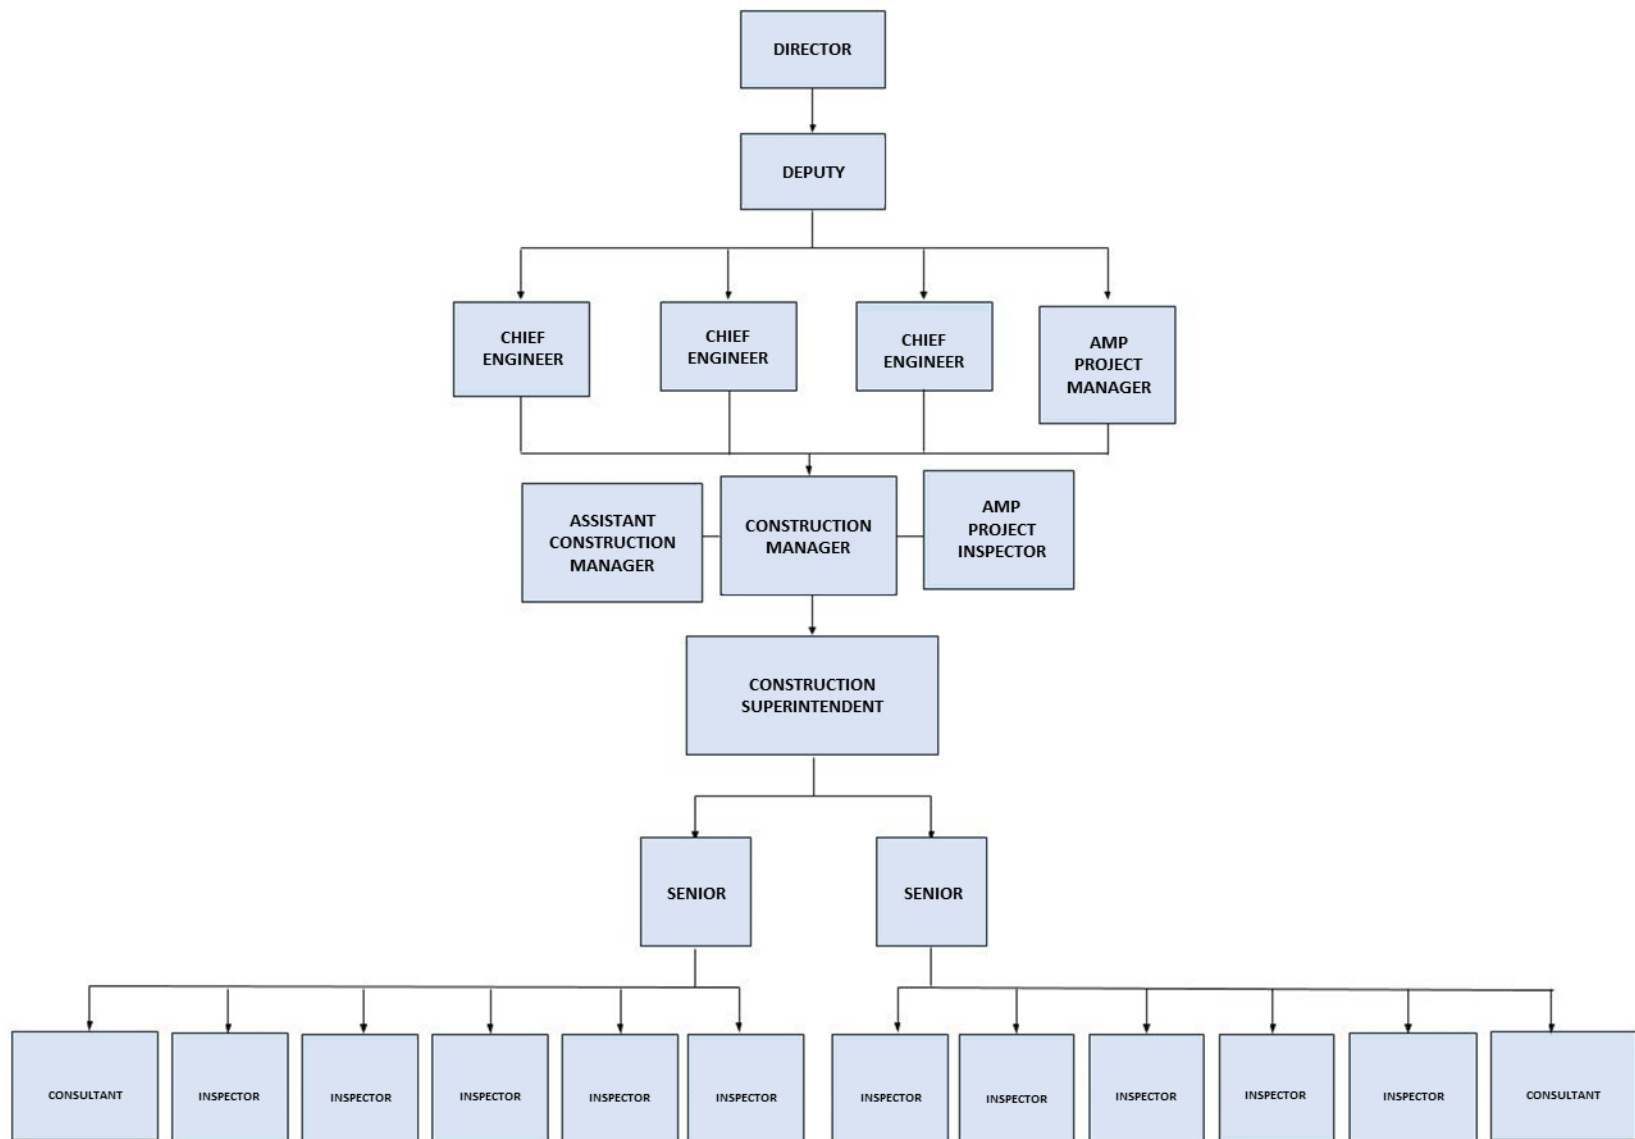 DIRECTOR
DEPUTY
CHIEF
ENGINEER
CHIEF
ENGINEER
CHIEF
ENGINEER
AMP
PROJECT
MANAGER
ASSISTANT
CONSTRUCTION
MANAGER
CONSTRUCTION
MANAGER
AMP
PROJECT
INSPECTOR
CONSTRUCTION
SUPERINTENDENT
SENIOR
SENIOR
CONSULTANT
INSPECTOR
INSPECTOR
INSPECTOR
INSPECTOR
INSPECTOR
INSPECTOR
INSPECTOR
INSPECTOR
INSPECTOR
INSPECTOR
CONSULTANT